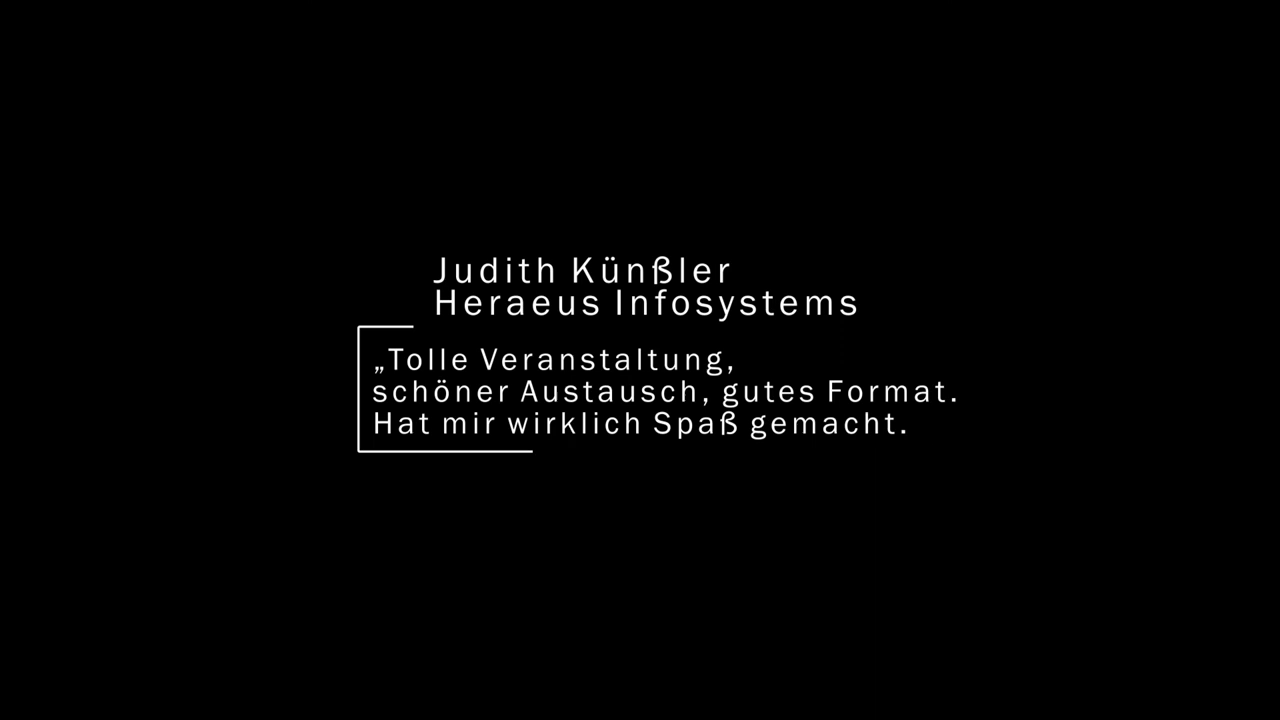 Judith Künßler
Heraeus Infosystems
„Tolle Veranstaltung,
schöner Austausch, gutes Format.
Hat mir wirklich Spaß gemacht.